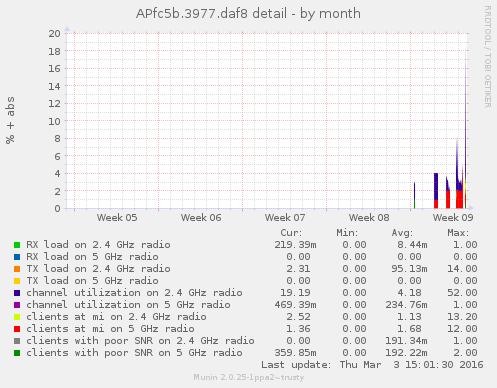 APfc5b.3977.daf8 detail - by month
RRDTOOL / TOBI OETIKER
% + abs
20
18
16
14
12
10
8
6
4
2
0
Week 05 Week 06 Week 07 Week 08 Week 09
Cur: Min: Avg: Max:
RX load on 2.4 GHz radio 219.39m 0.00 8.44m 1.00
RX load on 5 GHz radio 0.00 0.00 0.00 0.00
TX load on 2.4 GHz radio 2.31 0.00 95.13m 14.00
TX load on 5 GHz radio 0.00 0.00 0.00 0.00
channel utilization on 2.4 GHz radio 19.19 0.00 4.18 52.00
channel utilization on 5 GHz radio 469.39m 0.00 234.76m 1.00
clients at mi on 2.4 GHz radio 2.52 0.00 1.13 13.20
clients at mi on 5 GHz radio 1.36 0.00 1.68 12.00
clients with poor SNR on 2.4 GHz radio 0.00 0.00 191.34m 1.00
clients with poor SNR on 5 GHz radio 359.85m 0.00 192.22m 2.00
Last update: Thu Mar 3 15:01:30 2016
Munin 2.0.25-1ppa2~trusty